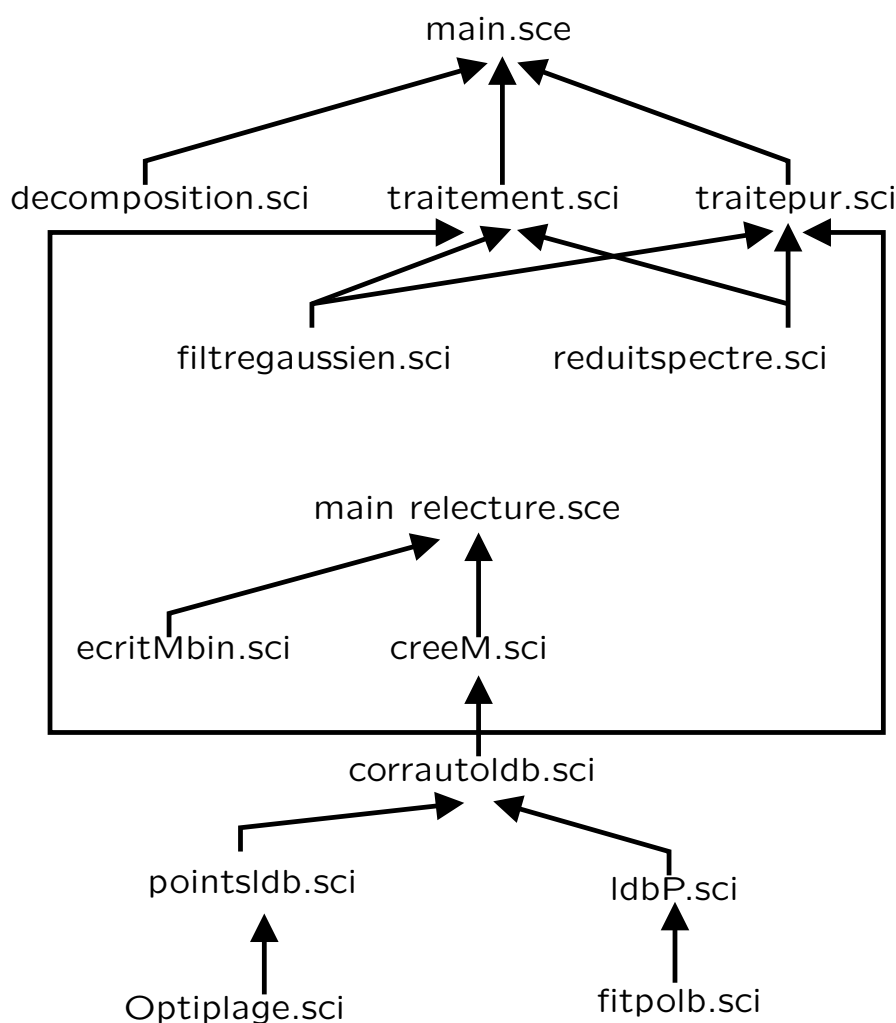 main.sce
decomposition.sci traitement.sci traitepur.sci
filtregaussien.sci reduitspectre.sci
main relecture.sce
ecritMbin.sci creeM.sci
corrautoldb.sci
pointsldb.sci ldbP.sci
Optiplage.sci fitpolb.sci